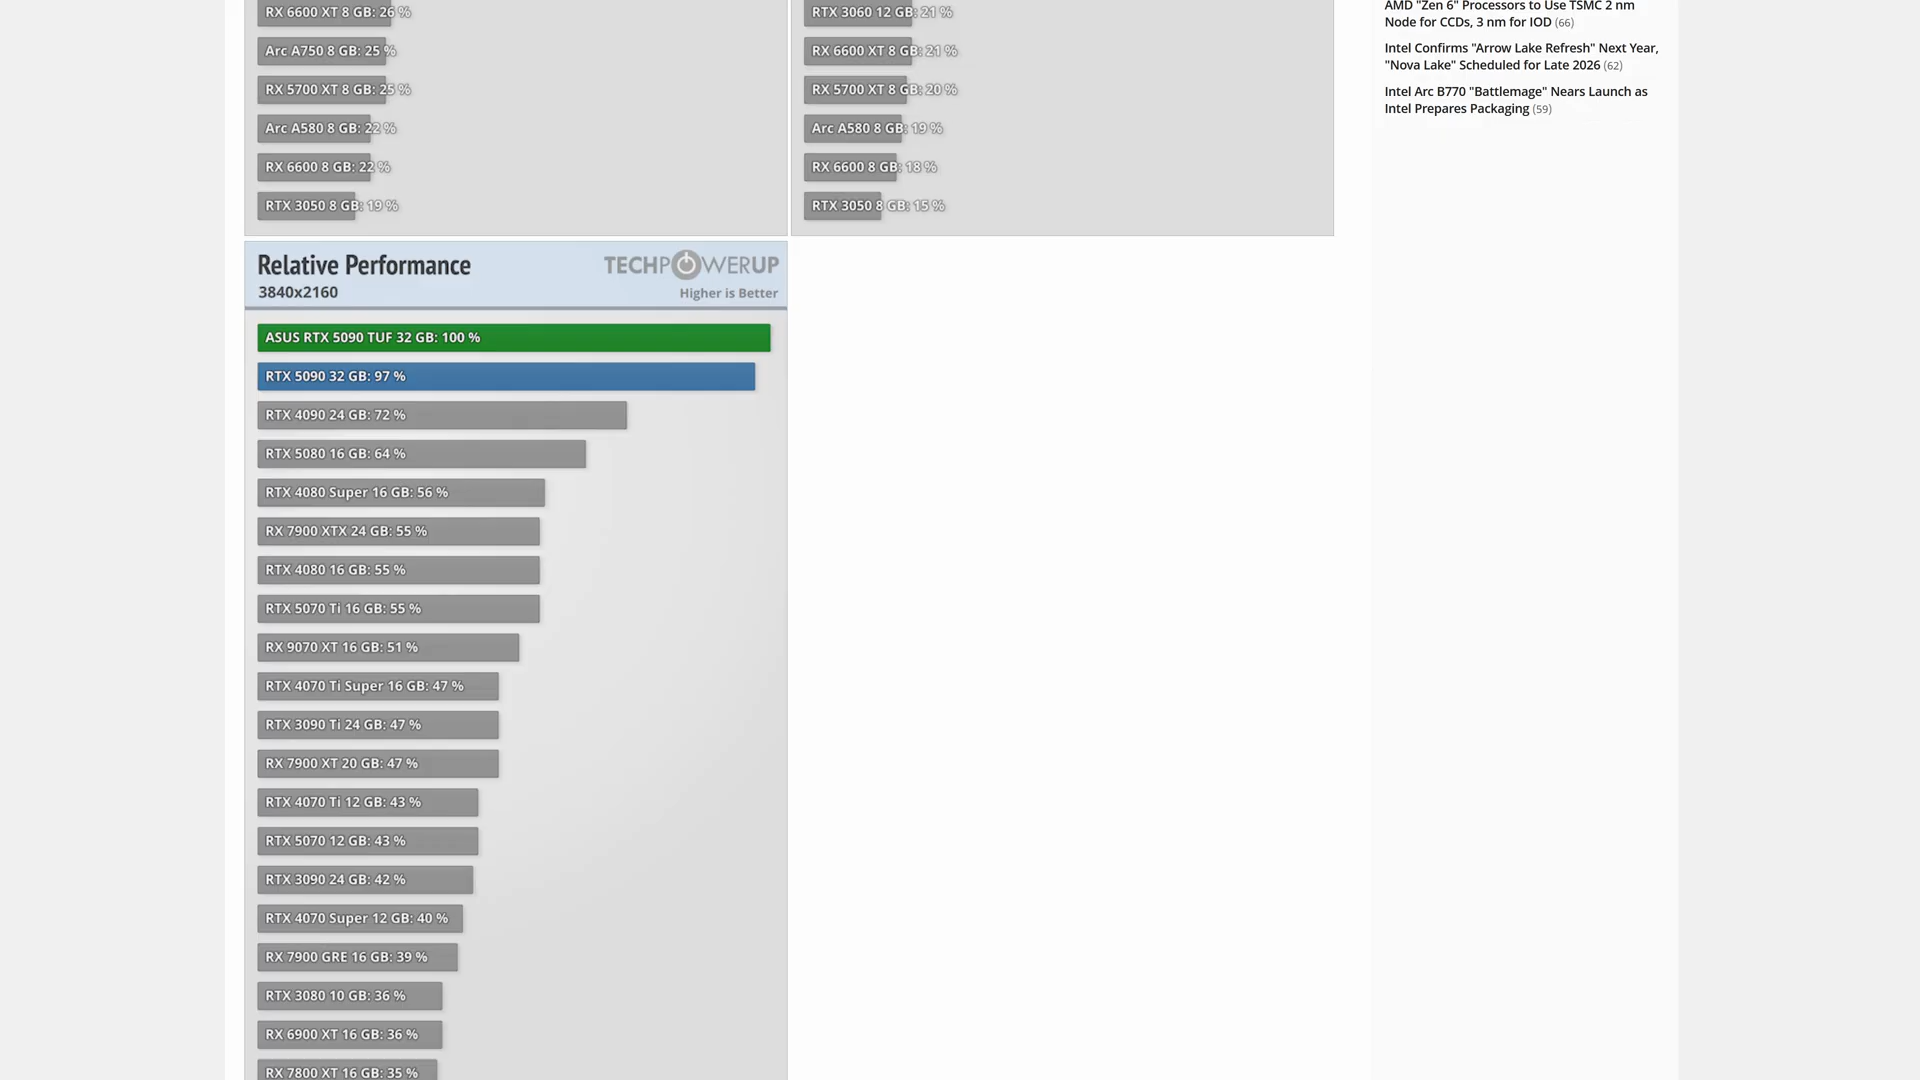 RX 6600 XT 8 GB: 26 %
Arc A750 8 GB: 25 %
RX 5700 XT 8 GB: 25 %
Arc A580 8 GB: 22 %
RX 6600 8 GB: 22 %
RTX 3050 8 GB: 19 %
RTX 3060 12 GB: 21 %
RX 6600 XT 8 GB: 21 %
RX 5700 XT 8 GB: 20 %
Arc A580 8 GB: 19 %
RX 6600 8 GB: 18 %
RTX 3050 8 GB: 15 %
Relative Performance
3840x2160
TECHPOWERUP
Higher is Better
ASUS RTX 5090 TUF 32 GB: 100 %
RTX 5090 32 GB: 97 %
RTX 4090 24 GB: 72 %
RTX 5080 16 GB: 64 %
RTX 4080 Super 16 GB: 56 %
RX 7900 XTX 24 GB: 55 %
RTX 4080 16 GB: 55 %
RTX 5070 Ti 16 GB: 55 %
RX 9070 XT 16 GB: 51 %
RTX 4070 Ti Super 16 GB: 47 %
RTX 3090 Ti 24 GB: 47 %
RX 7900 XT 20 GB: 47 %
RTX 4070 Ti 12 GB: 43 %
RTX 5070 12 GB: 43 %
RTX 3090 24 GB: 42 %
RTX 4070 Super 12 GB: 40 %
RX 7900 GRE 16 GB: 39 %
RTX 3080 10 GB: 36 %
RX 6900 XT 16 GB: 36 %
RX 7800 XT 16 GB: 35 %
AMD "Zen 6" Processors to Use TSMC 2 nm
Node for CCDs, 3 nm for IOD (66)
Intel Confirms "Arrow Lake Refresh" Next Year,
"Nova Lake" Scheduled for Late 2026 (62)
Intel Arc B770 "Battlemage" Nears Launch as
Intel Prepares Packaging (59)